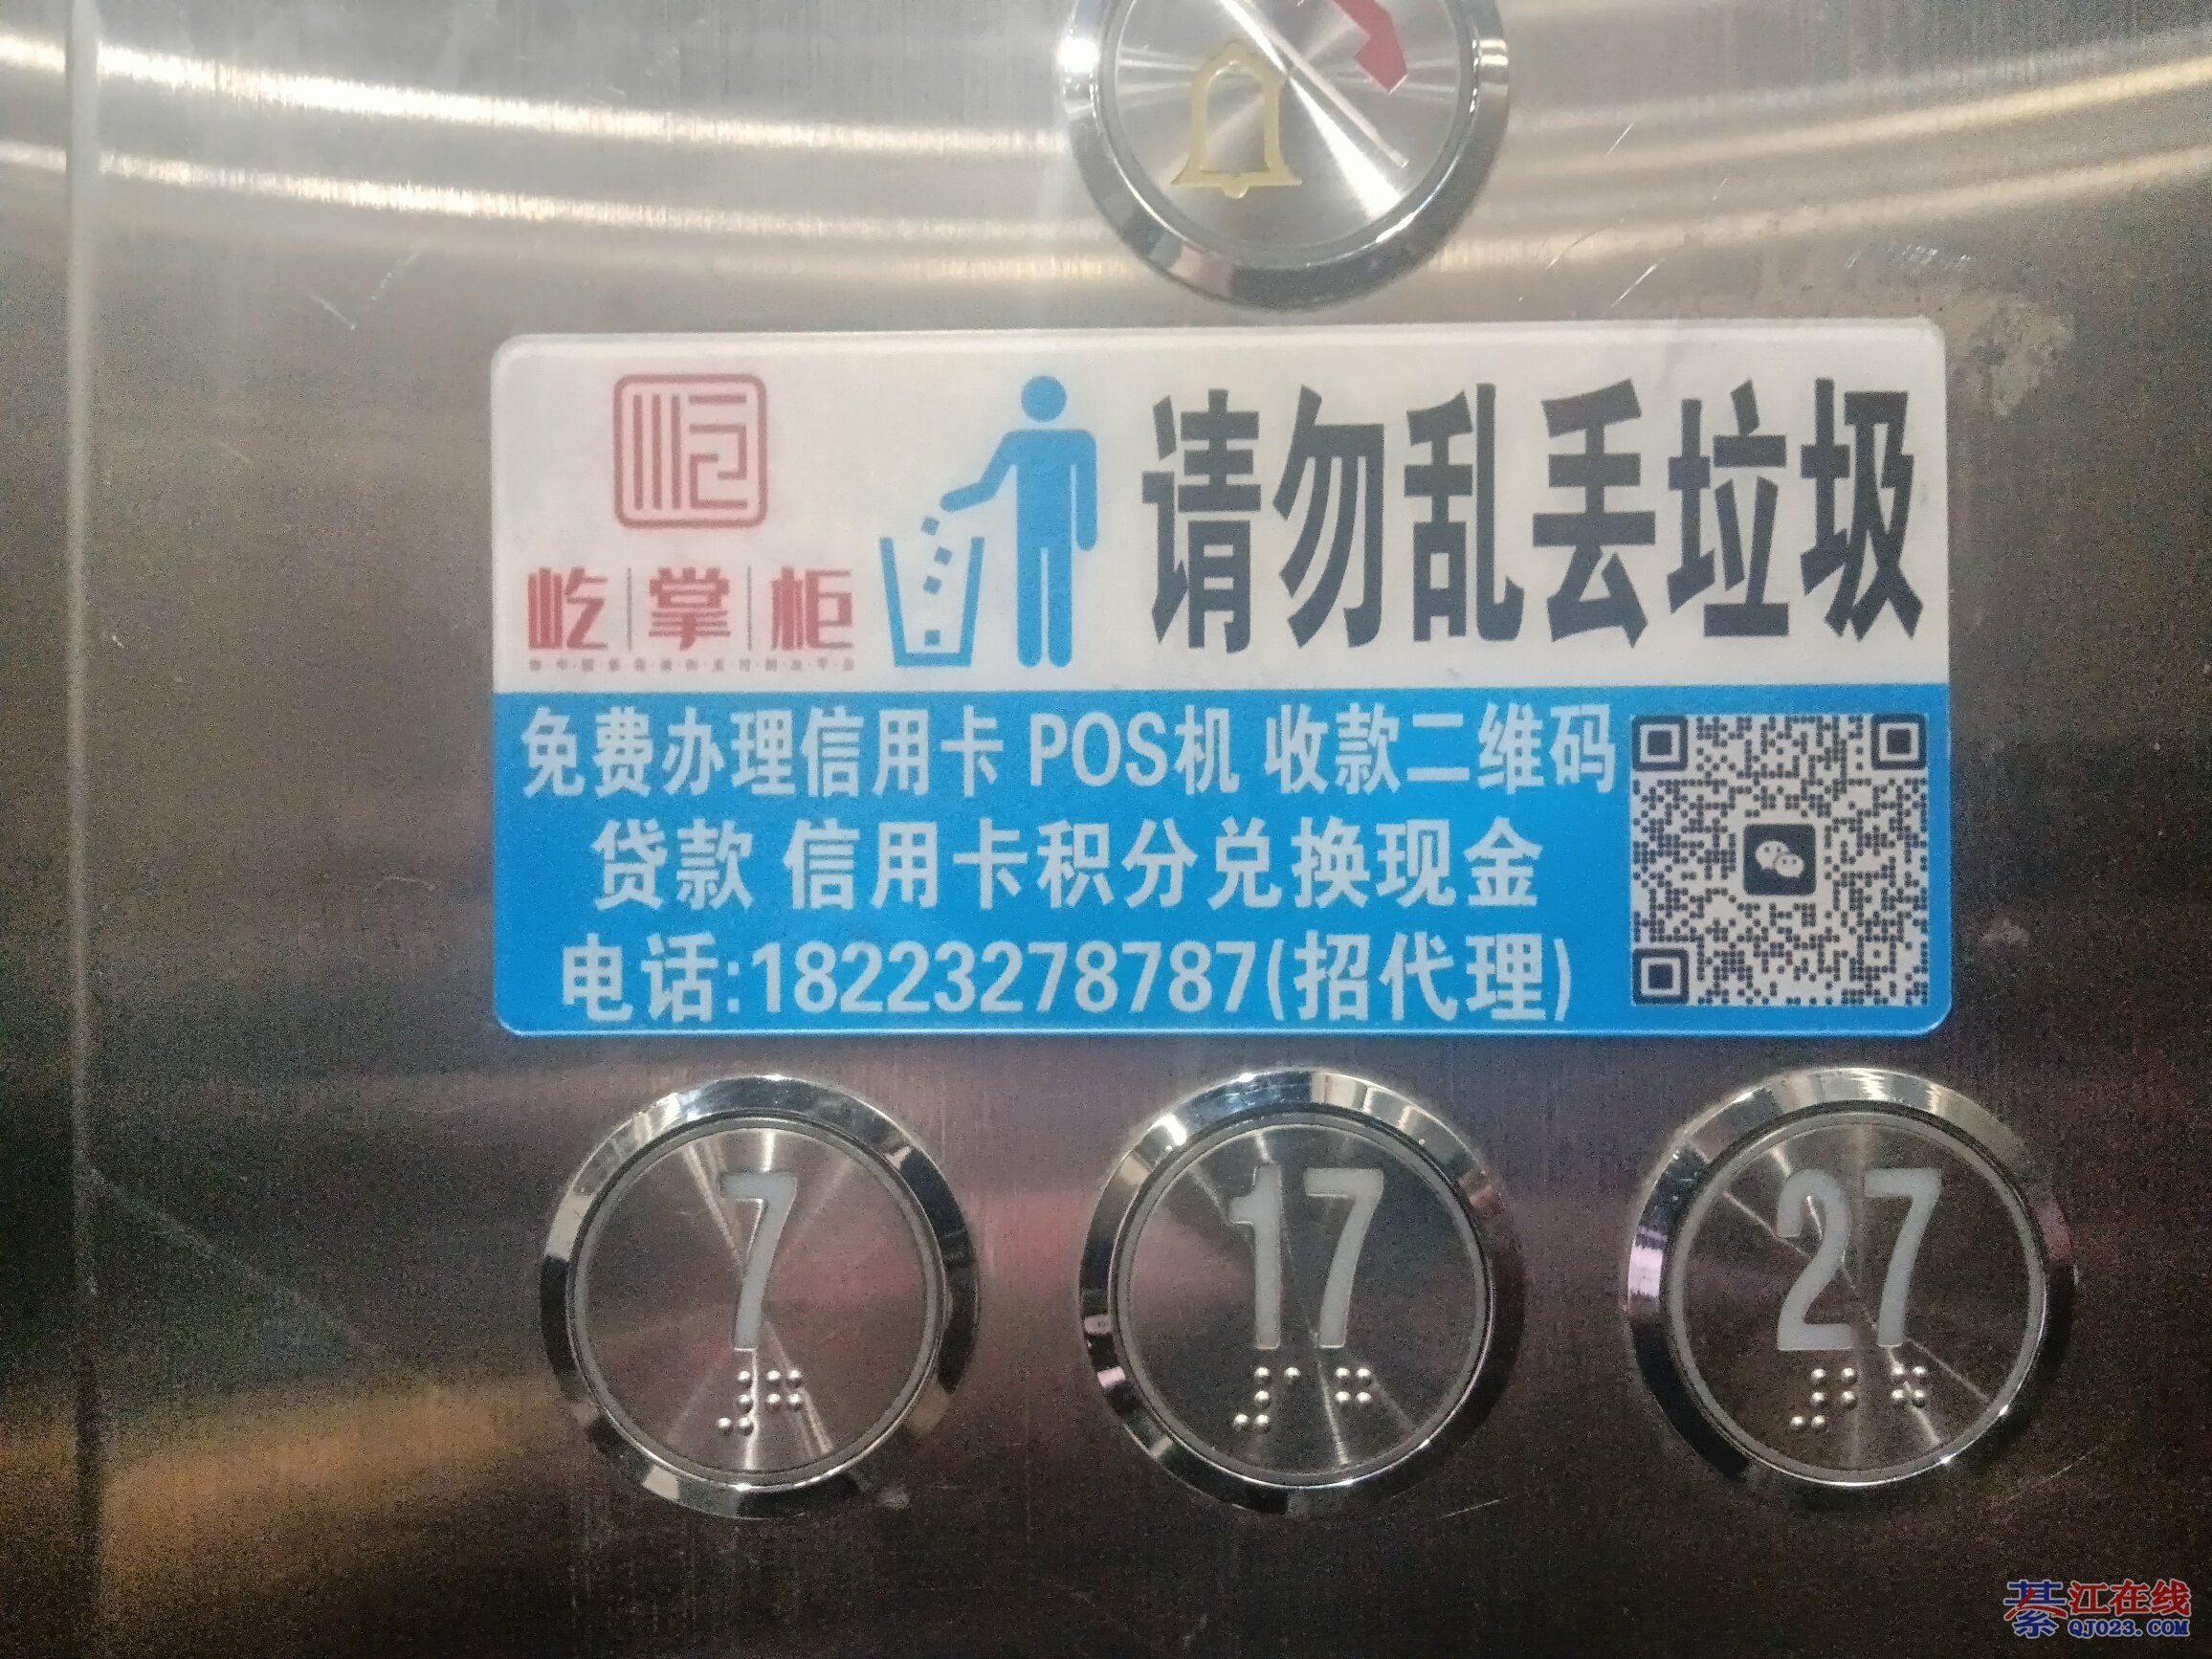 请勿乱丢垃圾
屹掌柜
免费办理信用卡 POS机 收款二维码
贷款 信用卡积分兑换现金
电话:18223278787(招代理)
7
17
27
綦江在线
QJ023.COM